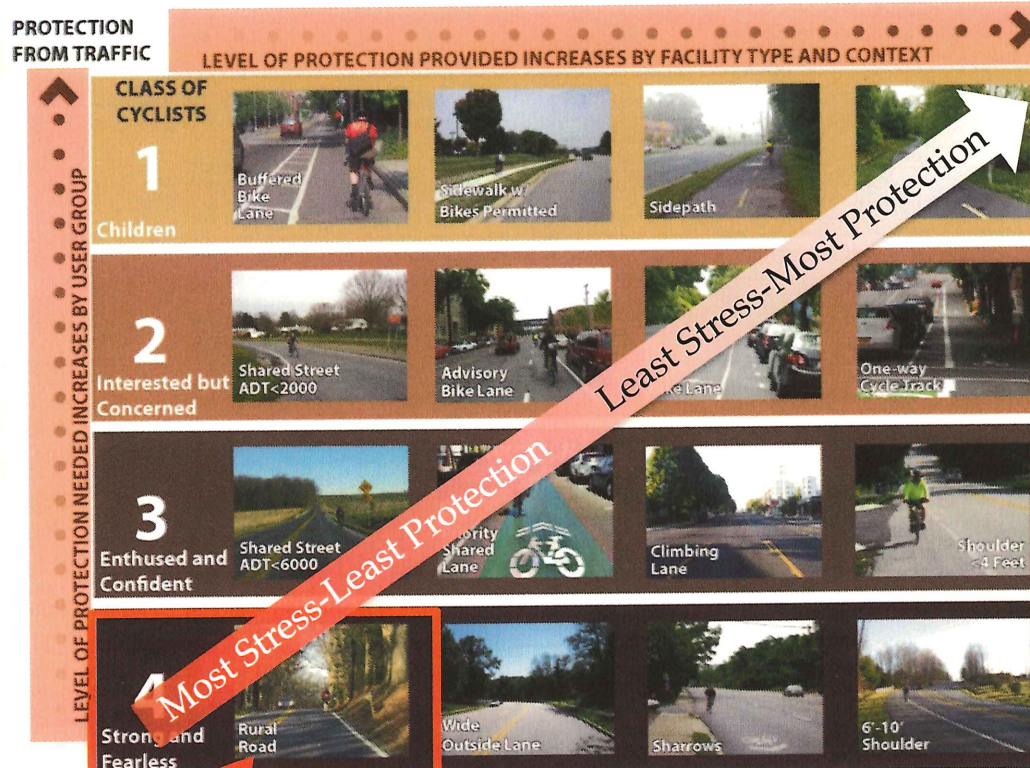 PROTECTION
FROM TRAFFIC
LEVEL OF PROTECTION PROVIDED INCREASES BY FACILITY TYPE AND CONTEXT
LEVEL OF PROTECTION NEEDED INCREASES BY USER GROUP
CLASS OF
CYCLISTS
1
Children
Buffered
Bike
Lane
Sidewalk w/
Bikes Permitted
Sidepath
2
Interested but
Concerned
Shared Street
ADT<2000
Advisory
Bike Lane
Lane
One-way
Cycle Track
3
Enthused and
Confident
Shared Street
ADT<6000
Shared
Lane
Climbing
Lane
Shoulder
<4 Feet
4
Strong and
Fearless
Rural
Road
Wide
Outside Lane
Sharrows
6'-10'
Shoulder
Most Stress-Least Protection
Least Stress-Most Protection